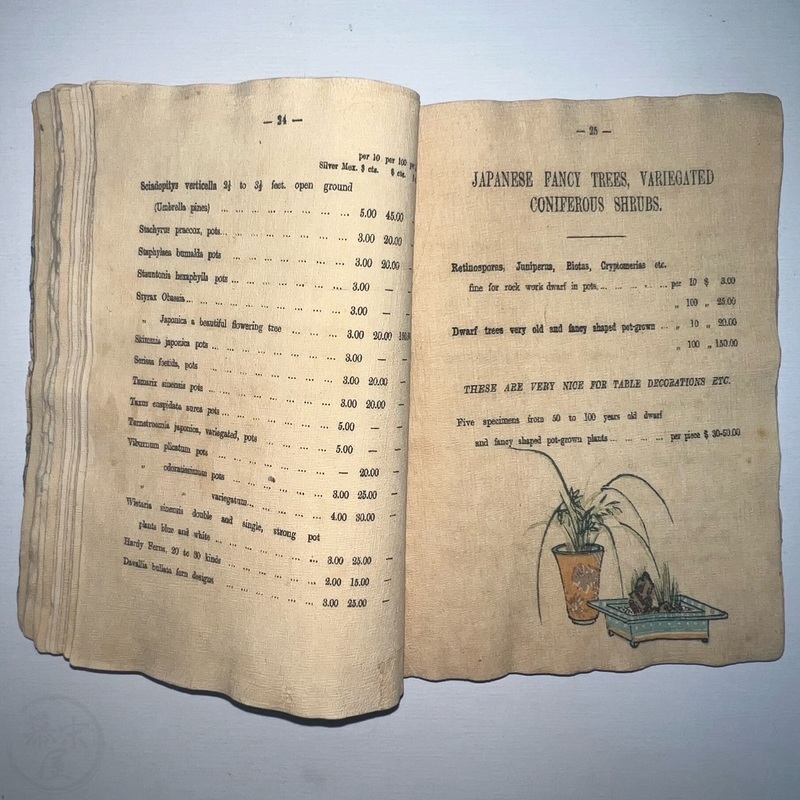 — 24 —
per 10 per 100
Silver Mex. $ cts. $ cts.
Sciadopitys verticella 2½ to 3½ feet. open ground
(Umbrella pines) ... ... ... ... ... ... ... 5.00 45.00
Stachyrus praecox, pots... ... ... ... ... ... 3.00 20.00 —
Staphylsea bumalda pots ... ... ... ... ... 3.00 20.00 —
Stauntonia hexaphylla pots ... ... ... ... ... 3.00 — —
Styrax Obassia... ... ... ... ... ... ... ... 3.00 — —
„ Japonica a beautiful flowering tree ... ... ... 3.00 20.00
Skimmia japonica pots ... ... ... ... ... ... 3.00 — —
Serissa foetida, pots ... ... ... ... ... ... 3.00 20.00 —
Tamarix sinensis pots ... ... ... ... ... ... 3.00 20.00 —
Taxus cuspidata aurea pots ... ... ... ... ... 5.00 — —
Ternstroemia japonica, variegated, pots ... ... ... 5.00 — —
Viburnum plicatum pots ... ... ... ... ... — 20.00 —
„ odoratissimum pots ... ... ... ... 3.00 25.00 —
„ variegatum... ... ... ... 4.00 30.00 —
Wistaria sinensis double and single, strong pot
plants blue and white ... ... ... ... ... 3.00 25.00 —
Hardy Ferns, 20 to 30 kinds ... ... ... ... 2.00 15.00 —
Davallia bullata fern designs ... ... ... ... 3.00 25.00 —
— 25 —
JAPANESE FANCY TREES, VARIEGATED
CONIFEROUS SHRUBS.
Retinosporas, Juniperus, Biotas, Cryptomerias etc.
fine for rock work dwarf in pots... ... ... per 10 $ 3.00
„ 100 „ 25.00
Dwarf trees very old and fancy shaped pot-grown ... „ 10 „ 20.00
„ 100 „ 150.00
THESE ARE VERY NICE FOR TABLE DECORATIONS ETC.
Five specimens from 50 to 100 years old dwarf
and fancy shaped pot-grown plants ... ... ... per piece $ 30-50.00
幕末屋